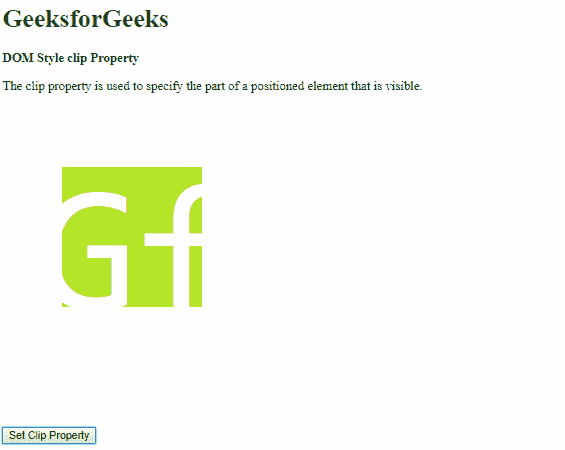 GeeksforGeeks
DOM Style clip Property
The clip property is used to specify the part of a positioned element that is visible.
Gf
Set Clip Property